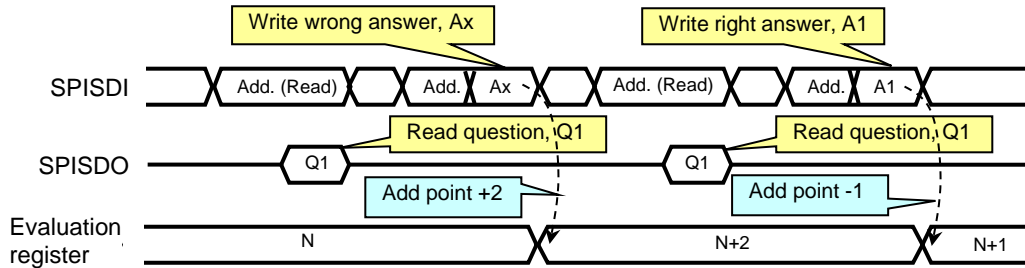 Write wrong answer, Ax
Write right answer, A1
SPISDI
Add. (Read)
Add.
Ax
Add. (Read)
Add.
A1
Read question, Q1
Read question, Q1
SPISDO
Q1
Q1
Add point +2
Add point -1
Evaluation
register
N
N+2
N+1